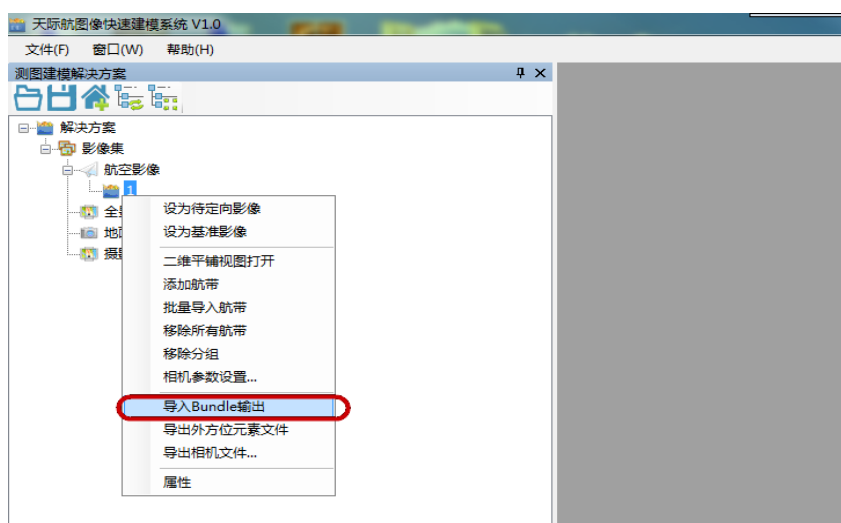 天际航图像快速建模系统 V1.0
文件(F) 窗口(W) 帮助(H)
测图建模解决方案
解决方案
影像集
航空影像
1
设为待定向影像
全
设为基准影像
地
二维平铺视图打开
添加航带
批量导入航带
移除所有航带
移除分组
相机参数设置...
导入Bundle输出
导出外方位元素文件
导出相机文件...
属性